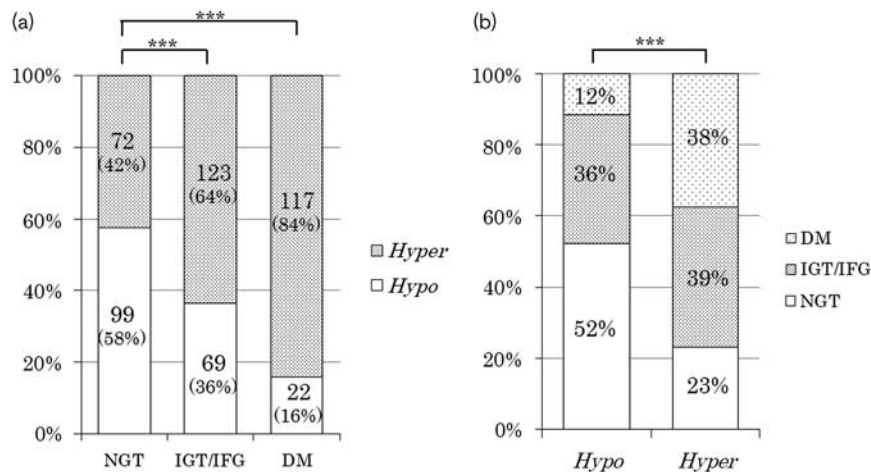 (a)
***
***
100%
80%
60%
40%
20%
0%
72
(42%)
99
(58%)
123
(64%)
69
(36%)
117
(84%)
22
(16%)
NGT
IGT/IFG
DM
Hyper
Hypo
(b)
***
100%
80%
60%
40%
20%
0%
12%
36%
52%
38%
39%
23%
Hypo
Hyper
DM
IGT/IFG
NGT